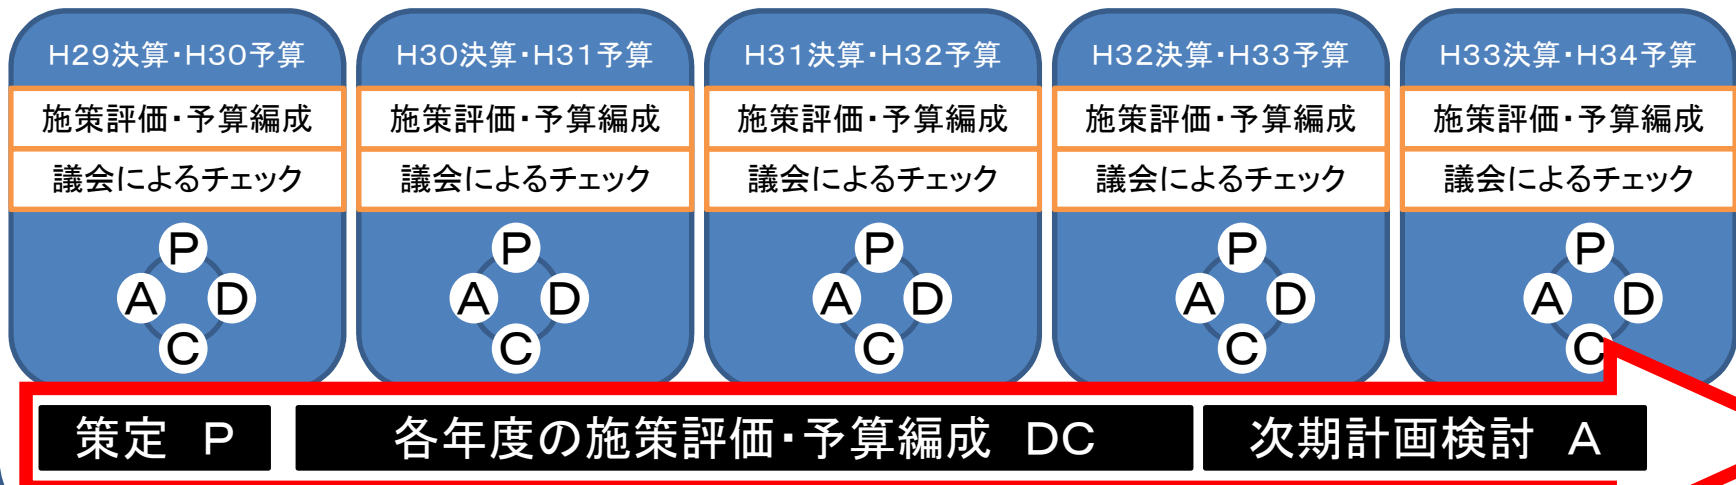 H29決算・H30予算
施策評価・予算編成
議会によるチェック
P
A D
C
H30決算・H31予算
施策評価・予算編成
議会によるチェック
P
A D
C
H31決算・H32予算
施策評価・予算編成
議会によるチェック
P
A D
C
H32決算・H33予算
施策評価・予算編成
議会によるチェック
P
A D
C
H33決算・H34予算
施策評価・予算編成
議会によるチェック
P
A D
C
策定　P
各年度の施策評価・予算編成　DC
次期計画検討　A